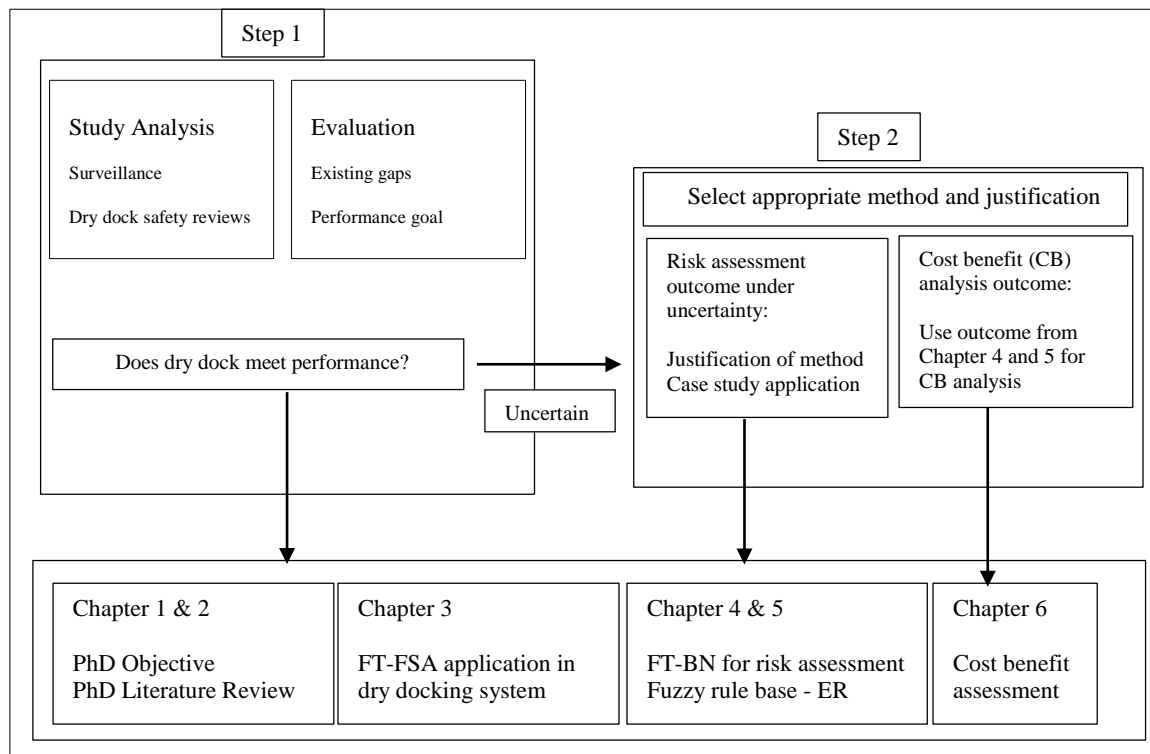 Step 1
Study Analysis
Surveillance
Dry dock safety reviews
Evaluation
Existing gaps
Performance goal
Does dry dock meet performance?
Uncertain
Step 2
Select appropriate method and justification
Risk assessment
outcome under
uncertainty:
Justification of method
Case study application
Cost benefit (CB)
analysis outcome:
Use outcome from
Chapter 4 and 5 for
CB analysis
Chapter 1 & 2
PhD Objective
PhD Literature Review
Chapter 3
FT-FSA application in
dry docking system
Chapter 4 & 5
FT-BN for risk assessment
Fuzzy rule base - ER
Chapter 6
Cost benefit
assessment